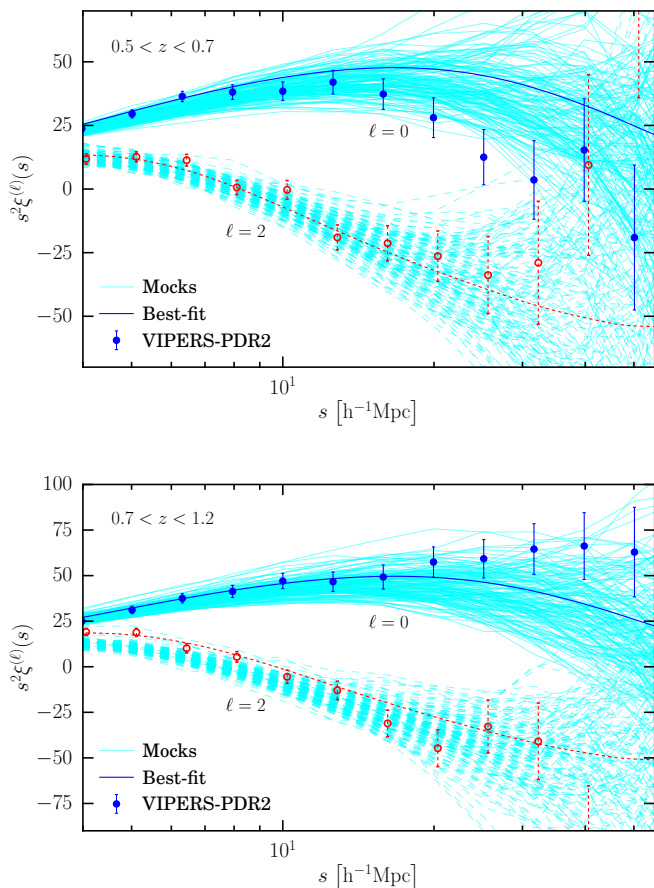 50
25
0
−25
−50
s²ξ⁽ℓ⁾(s)
0.5 < z < 0.7
ℓ = 0
ℓ = 2
Mocks
Best-fit
VIPERS-PDR2
10¹
s [h⁻¹Mpc]
100
75
50
25
0
−25
−50
−75
s²ξ⁽ℓ⁾(s)
0.7 < z < 1.2
ℓ = 0
ℓ = 2
Mocks
Best-fit
VIPERS-PDR2
10¹
s [h⁻¹Mpc]